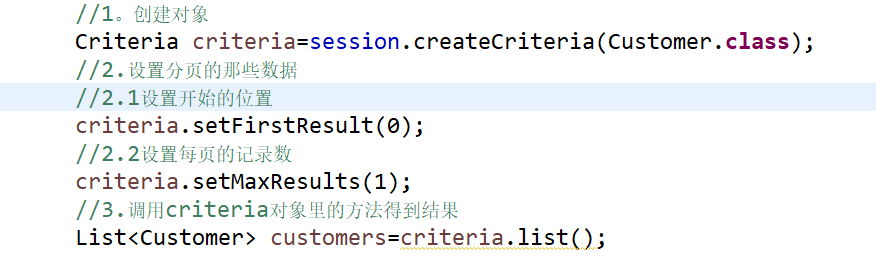 //1。创建对象
Criteria criteria=session.createCriteria(Customer.class);
//2.设置分页的那些数据
//2.1设置开始的位置
criteria.setFirstResult(0);
//2.2设置每页的记录数
criteria.setMaxResults(1);
//3.调用criteria对象里的方法得到结果
List<Customer> customers=criteria.list();